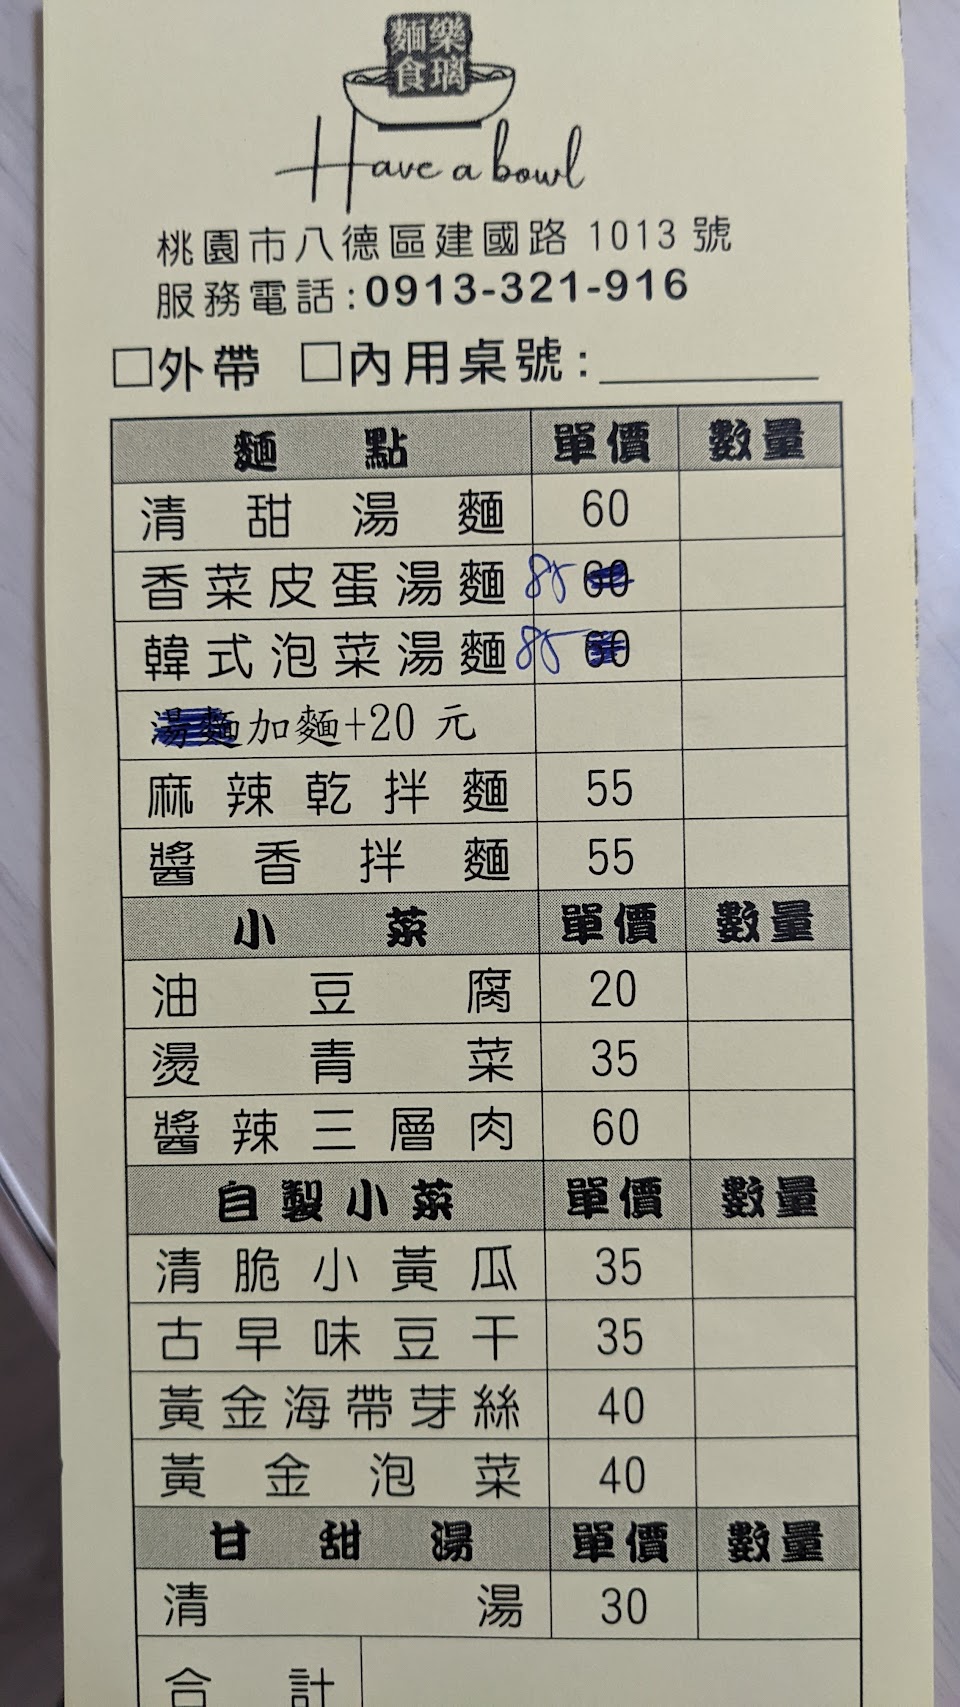 麵樂
食璃
Have a bowl
桃園市八德區建國路 1013 號
服務電話:0913-321-916
□外帶 □內用桌號:________
麵點 單價 數量
清甜湯麵 60
香菜皮蛋湯麵 85 60
韓式泡菜湯麵 85 60
湯麵加麵+20 元
麻辣乾拌麵 55
醬香拌麵 55
小菜 單價 數量
油豆腐 20
燙青菜 35
醬辣三層肉 60
自製小菜 單價 數量
清脆小黃瓜 35
古早味豆干 35
黃金海帶芽絲 40
黃金泡菜 40
甘甜湯 單價 數量
清湯 30
合計